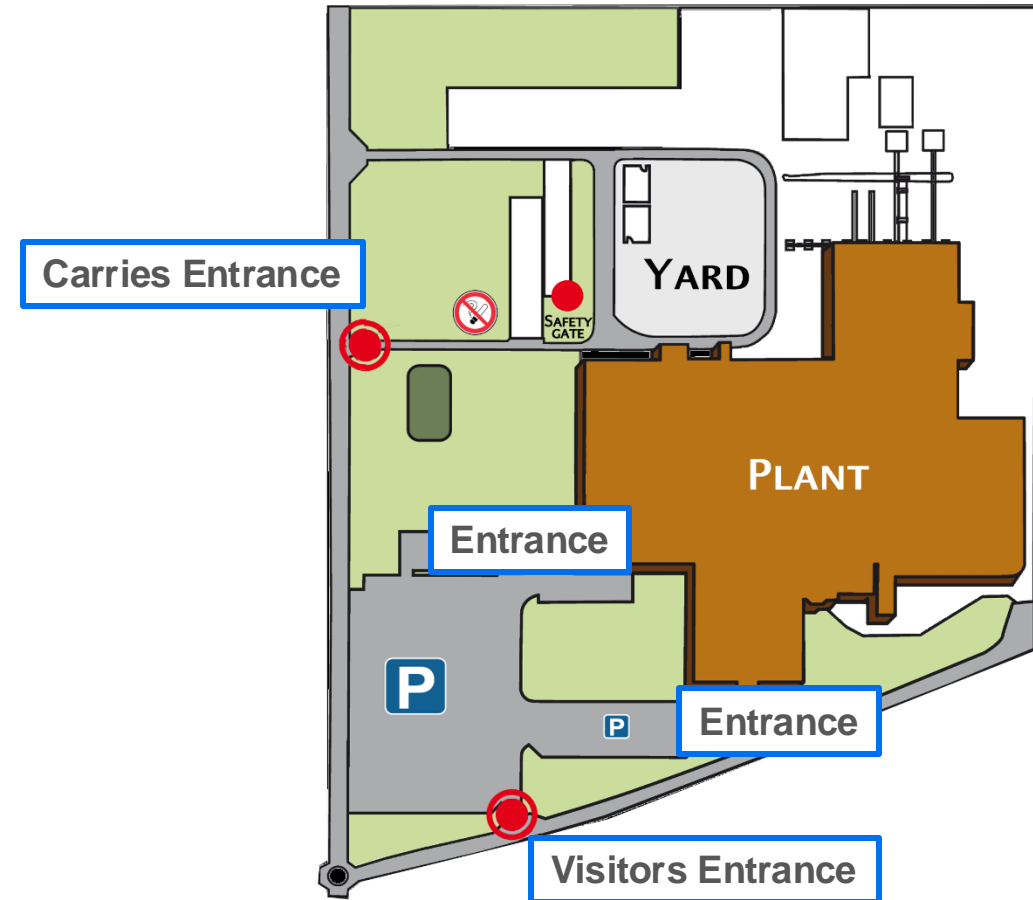 Carries Entrance
YARD
SAFETY
GATE
PLANT
Entrance
P
Entrance
P
Visitors Entrance